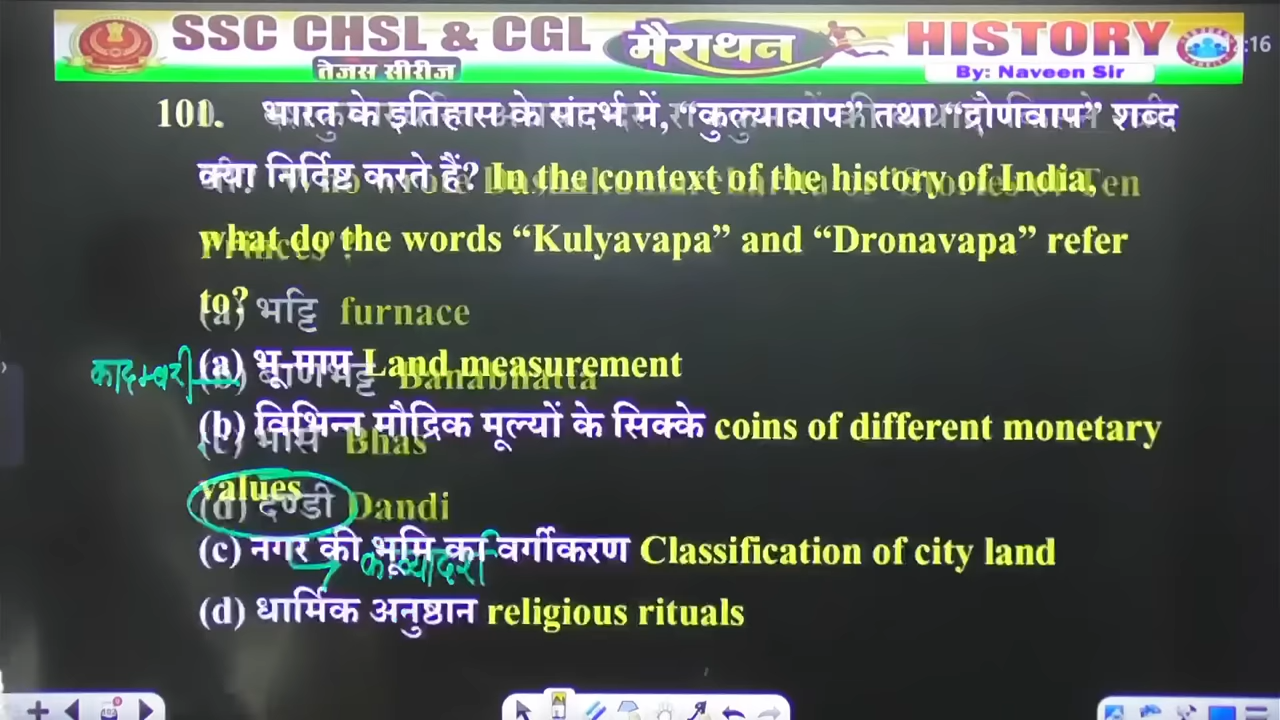 SSC CHSL & CGL मैराथन HISTORY
तेजस सीरीज By: Naveen Sir
:16
101. भारत के इतिहास के संदर्भ में, “कुल्यावाप” तथा “द्रोणवाप” शब्द
क्या निर्दिष्ट करते हैं? In the context of the history of India,
what do the words “Kulyavapa” and “Dronavapa” refer
to?
(a) भट्टि furnace
कादम्बरी
(a) भू-माप Land measurement
(b) बाणभट्ट Banabhatta
(b) विभिन्न मौद्रिक मूल्यों के सिक्के coins of different monetary
(c) भास Bhas
values
(d) दण्डी Dandi
(c) नगर की भूमि का वर्गीकरण Classification of city land
काव्यादर्श
(d) धार्मिक अनुष्ठान religious rituals